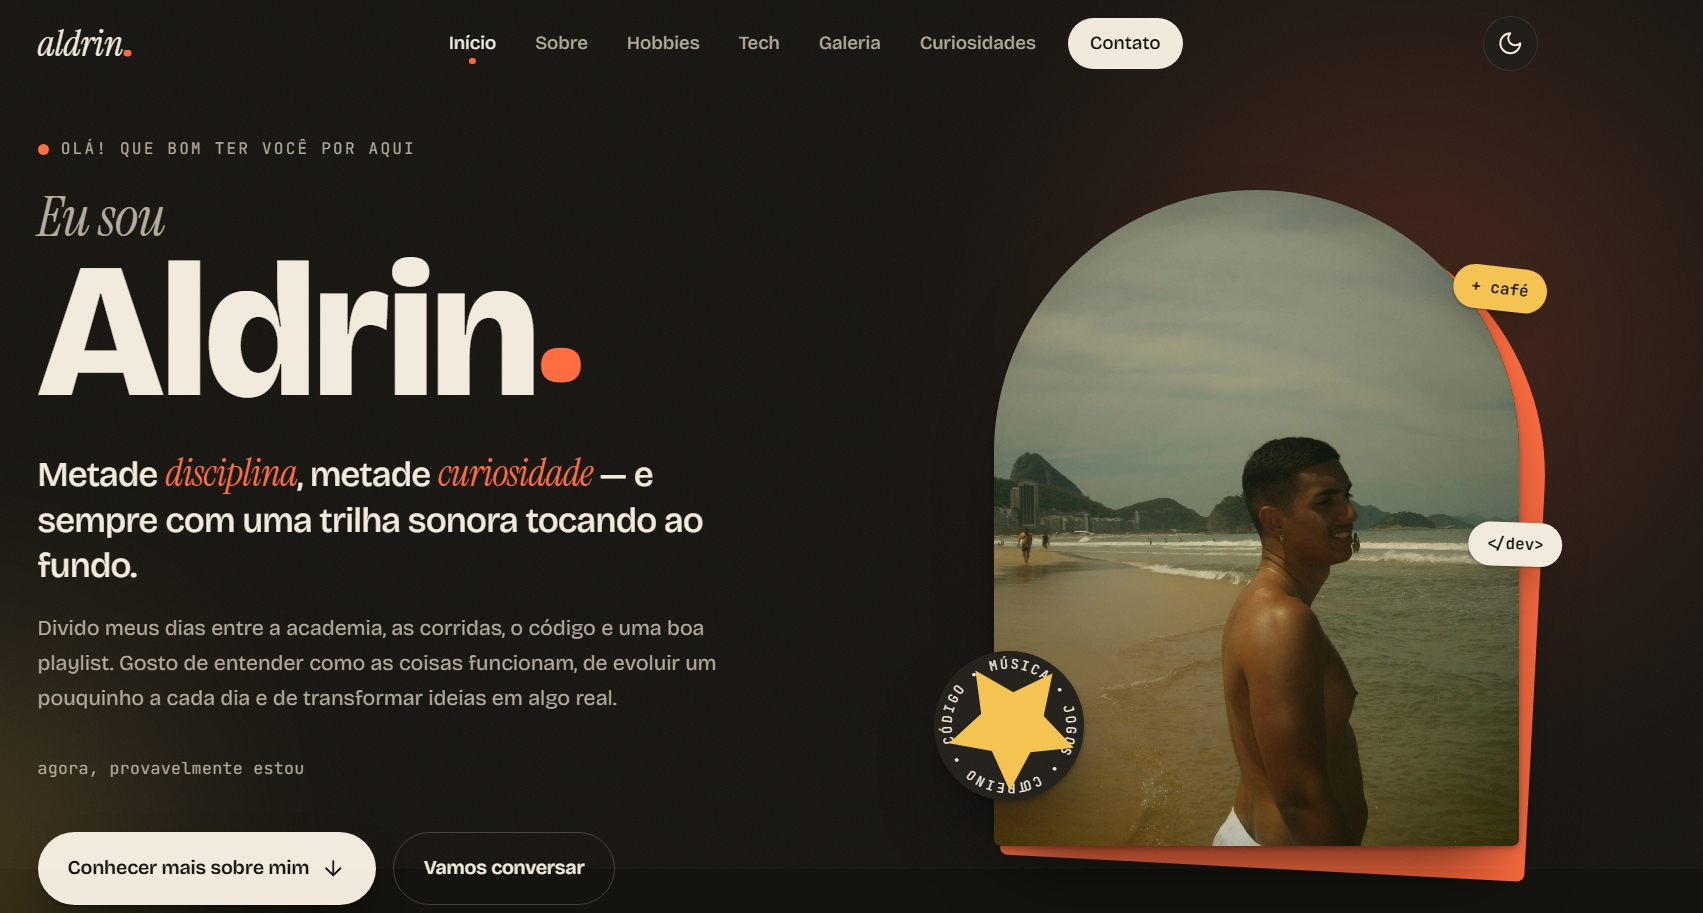 aldrin.
Início
Sobre
Hobbies
Tech
Galeria
Curiosidades
Contato
OLÁ! QUE BOM TER VOCÊ POR AQUI
Eu sou
Aldrin.
Metade disciplina, metade curiosidade — e
sempre com uma trilha sonora tocando ao
fundo.
Divido meus dias entre a academia, as corridas, o código e uma boa
playlist. Gosto de entender como as coisas funcionam, de evoluir um
pouquinho a cada dia e de transformar ideias em algo real.
agora, provavelmente estou
Conhecer mais sobre mim
Vamos conversar
+ café
</dev>
CÓDIGO • MÚSICA • JOGOS •